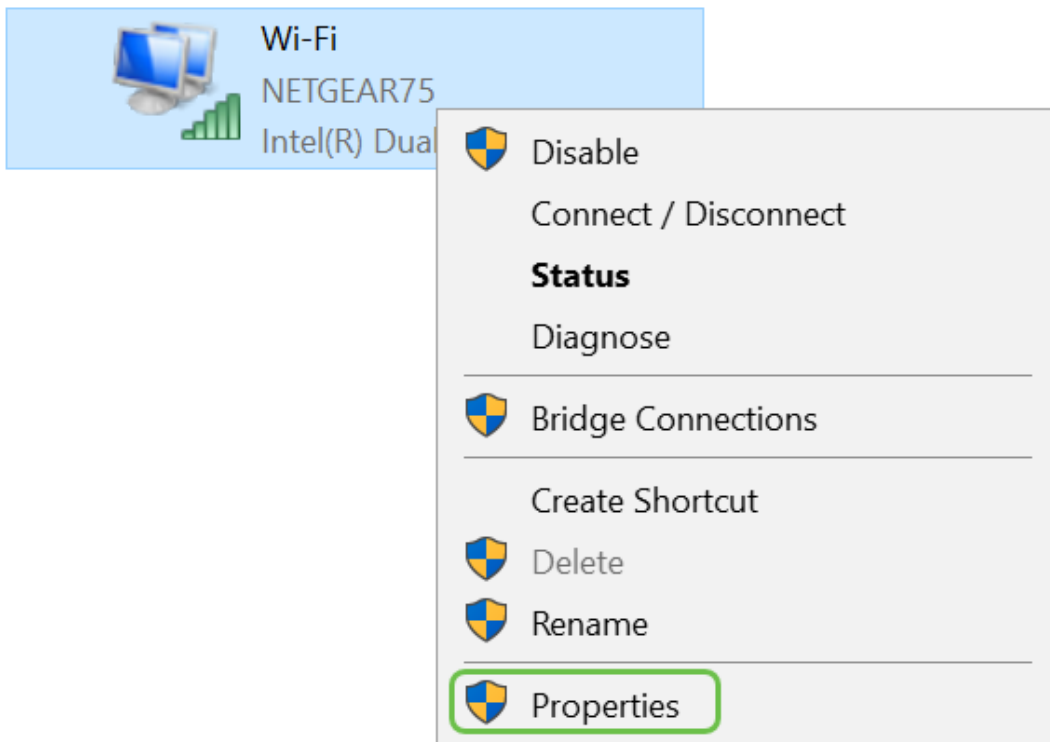 Wi-Fi
NETGEAR75
Intel(R) Dual
Disable
Connect / Disconnect
Status
Diagnose
Bridge Connections
Create Shortcut
Delete
Rename
Properties